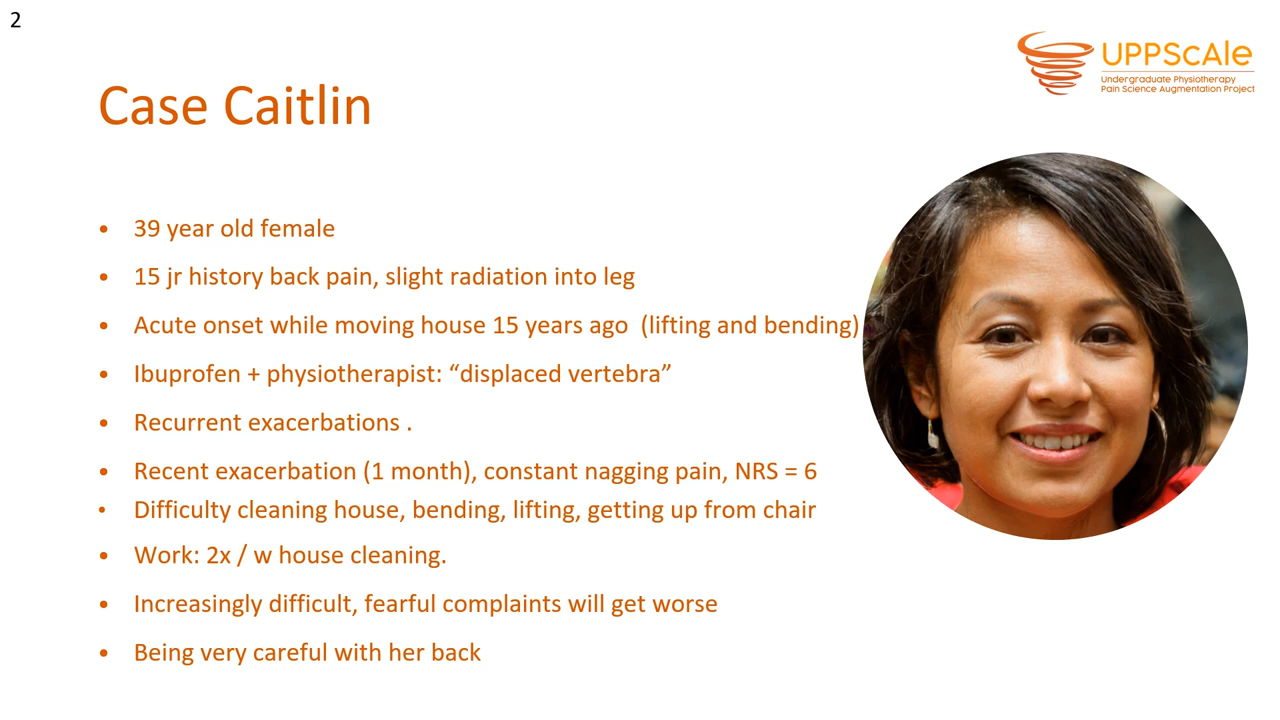 2
UPPScale
Undergraduate Physiotherapy
Pain Science Augmentation Project
Case Caitlin
• 39 year old female
• 15 jr history back pain, slight radiation into leg
• Acute onset while moving house 15 years ago  (lifting and bending)
• Ibuprofen + physiotherapist: “displaced vertebra”
• Recurrent exacerbations .
• Recent exacerbation (1 month), constant nagging pain, NRS = 6
• Difficulty cleaning house, bending, lifting, getting up from chair
• Work: 2x / w house cleaning.
• Increasingly difficult, fearful complaints will get worse
• Being very careful with her back